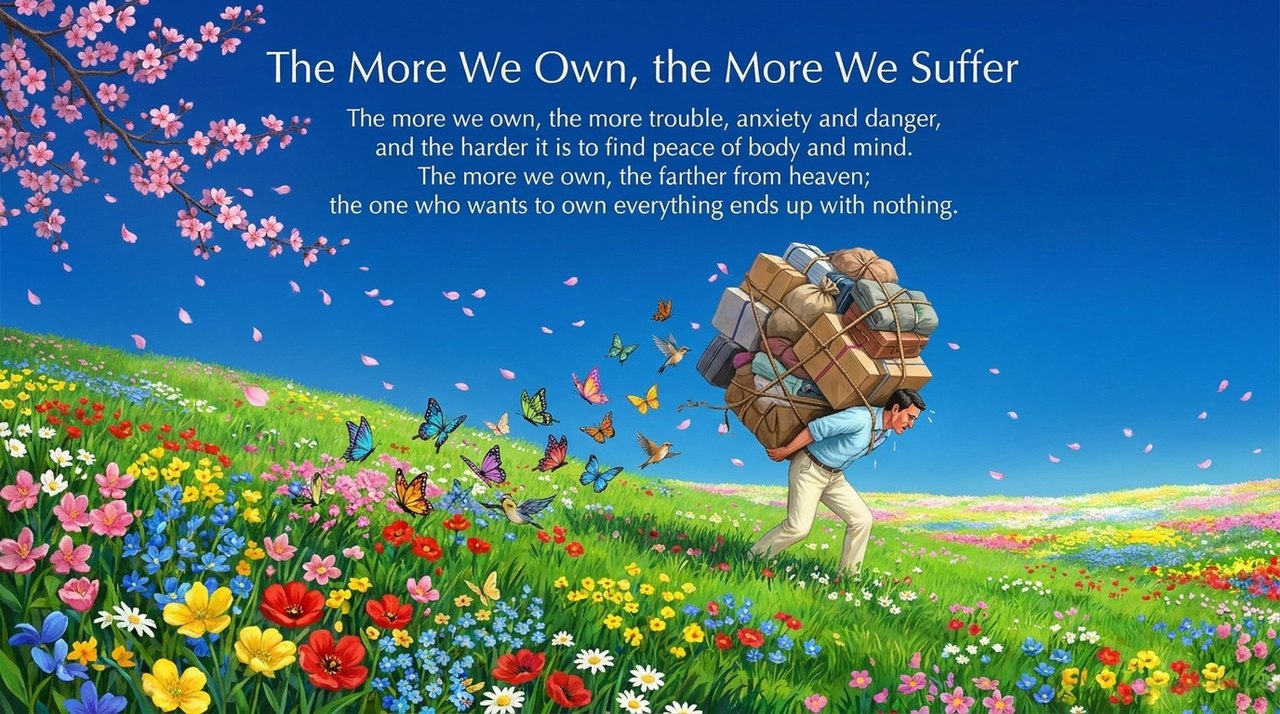 The More We Own, the More We Suffer
The more we own, the more trouble, anxiety and danger,
and the harder it is to find peace of body and mind.
The more we own, the farther from heaven;
the one who wants to own everything ends up with nothing.